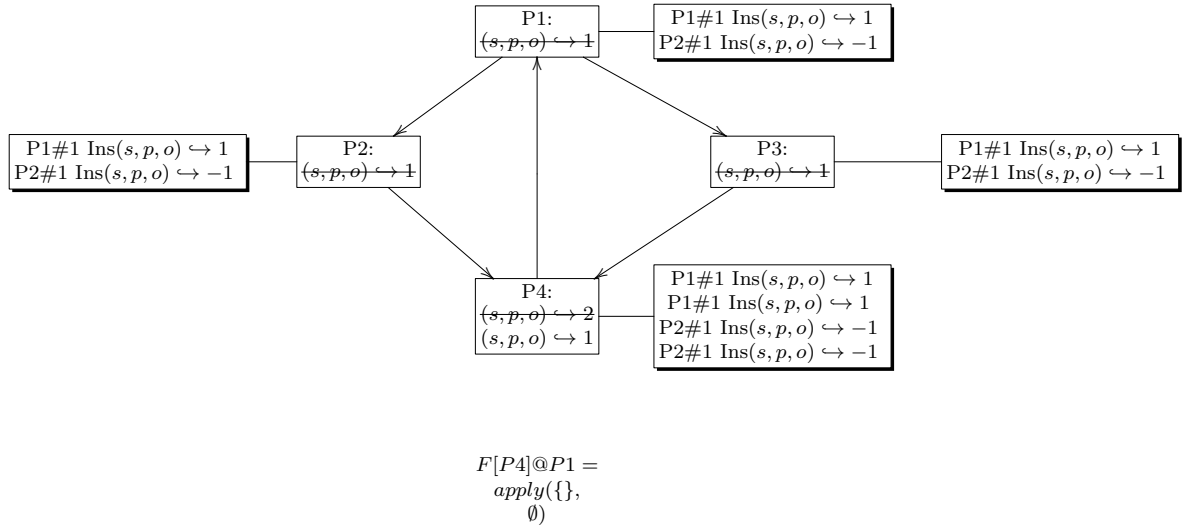 P1:
(s, p, o) ↪ 1
P1#1 Ins(s, p, o) ↪ 1
P2#1 Ins(s, p, o) ↪ −1
P1#1 Ins(s, p, o) ↪ 1
P2#1 Ins(s, p, o) ↪ −1
P2:
(s, p, o) ↪ 1
P3:
(s, p, o) ↪ 1
P1#1 Ins(s, p, o) ↪ 1
P2#1 Ins(s, p, o) ↪ −1
P4:
(s, p, o) ↪ 2
(s, p, o) ↪ 1
P1#1 Ins(s, p, o) ↪ 1
P1#1 Ins(s, p, o) ↪ 1
P2#1 Ins(s, p, o) ↪ −1
P2#1 Ins(s, p, o) ↪ −1
F[P4]@P1 =
apply({},
∅)